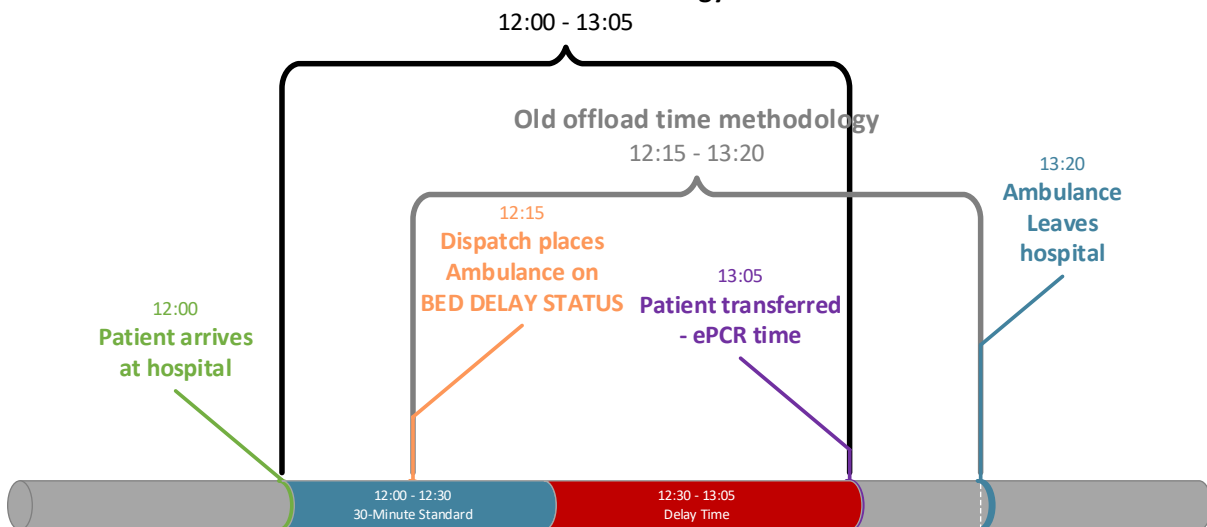 12:00 - 13:05
Old offload time methodology
12:15 - 13:20
13:20
Ambulance
Leaves
hospital
12:15
Dispatch places
Ambulance on
BED DELAY STATUS
13:05
Patient transferred
- ePCR time
12:00
Patient arrives
at hospital
12:00 - 12:30
30-Minute Standard
12:30 - 13:05
Delay Time